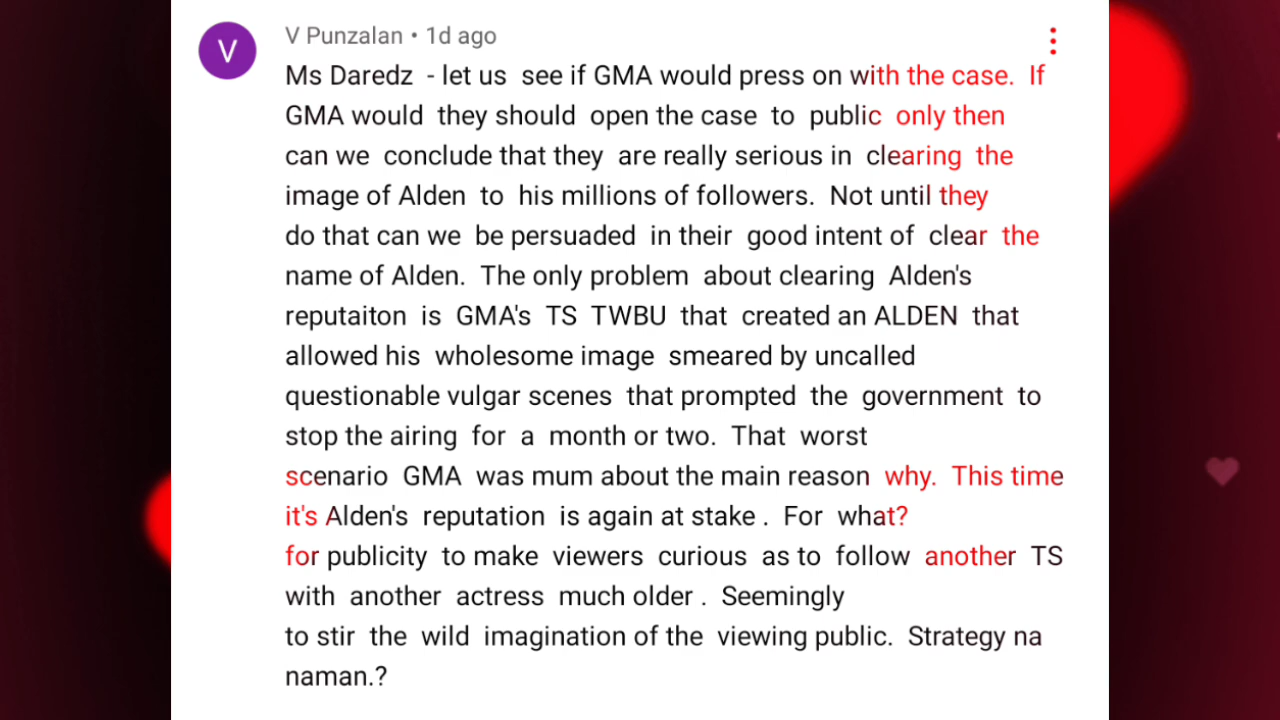 V
V Punzalan • 1d ago
Ms Daredz - let us see if GMA would press on with the case. If
GMA would they should open the case to public only then
can we conclude that they are really serious in clearing the
image of Alden to his millions of followers. Not until they
do that can we be persuaded in their good intent of clear the
name of Alden. The only problem about clearing Alden's
reputaiton is GMA's TS TWBU that created an ALDEN that
allowed his wholesome image smeared by uncalled
questionable vulgar scenes that prompted the government to
stop the airing for a month or two. That worst
scenario GMA was mum about the main reason why. This time
it's Alden's reputation is again at stake . For what?
for publicity to make viewers curious as to follow another TS
with another actress much older . Seemingly
to stir the wild imagination of the viewing public. Strategy na
naman.?